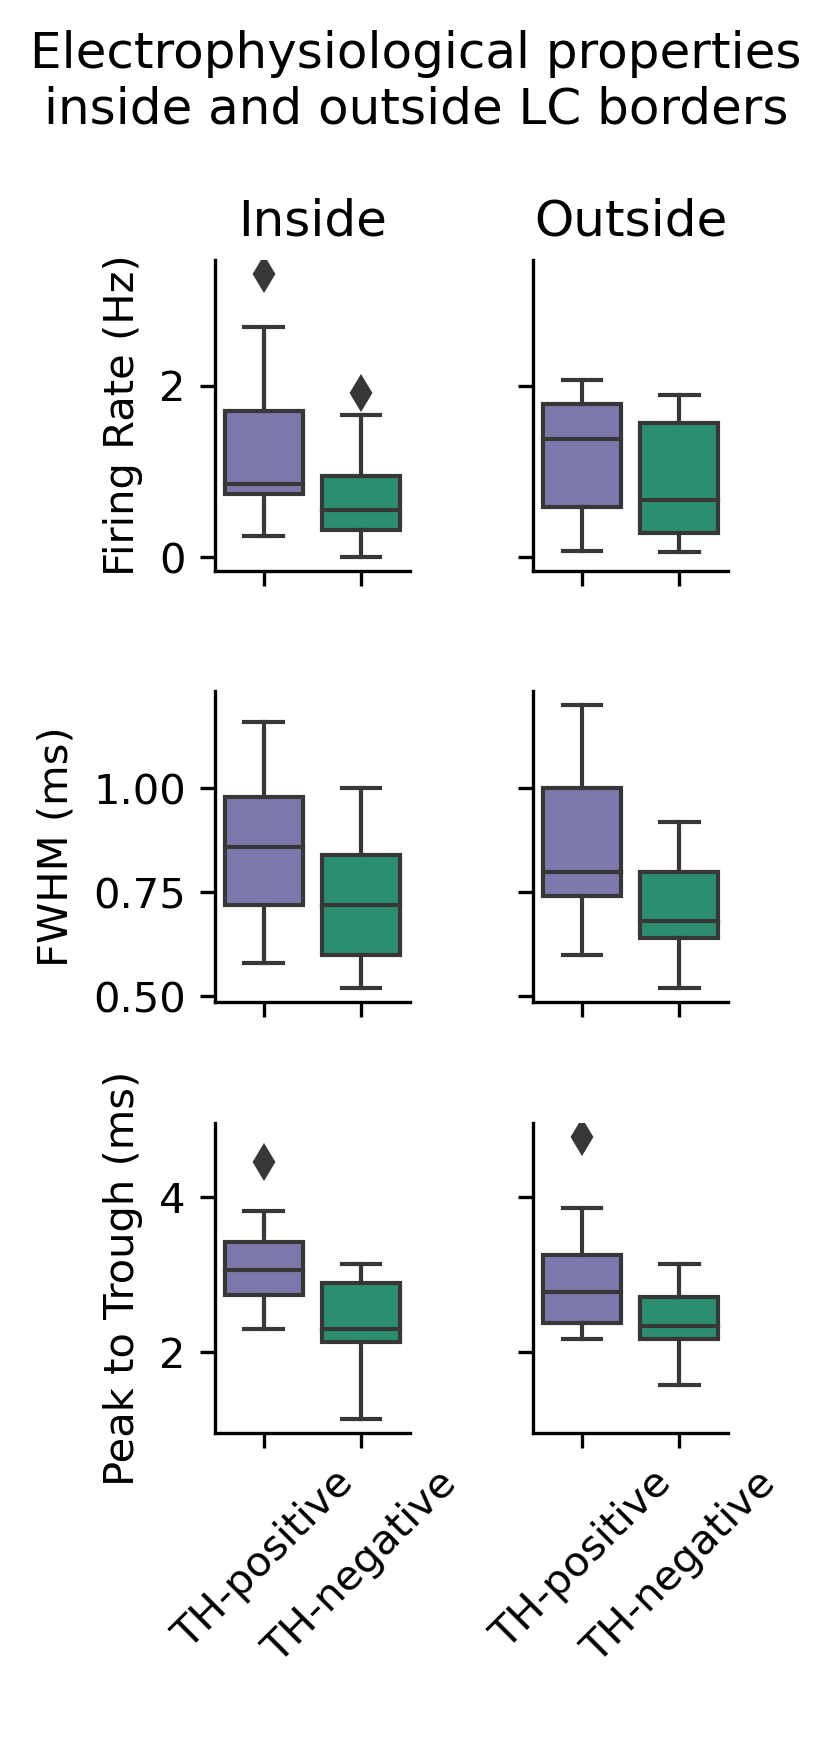 Electrophysiological properties
inside and outside LC borders
Inside
Outside
Firing Rate (Hz)
2
0
FWHM (ms)
1.00
0.75
0.50
Peak to Trough (ms)
4
2
TH-positive
TH-negative
TH-positive
TH-negative